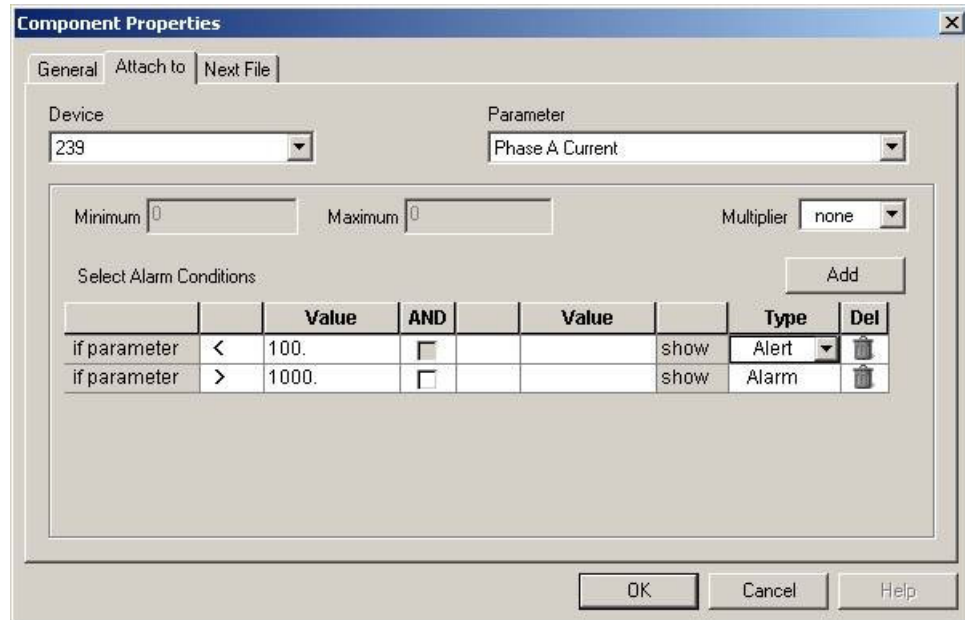 Component Properties
General Attach to Next File
Device Parameter
239 Phase A Current
Minimum 0 Maximum 0 Multiplier none
Select Alarm Conditions Add
Value AND Value Type Del
if parameter < 100. show Alert
if parameter > 1000. show Alarm
OK Cancel Help